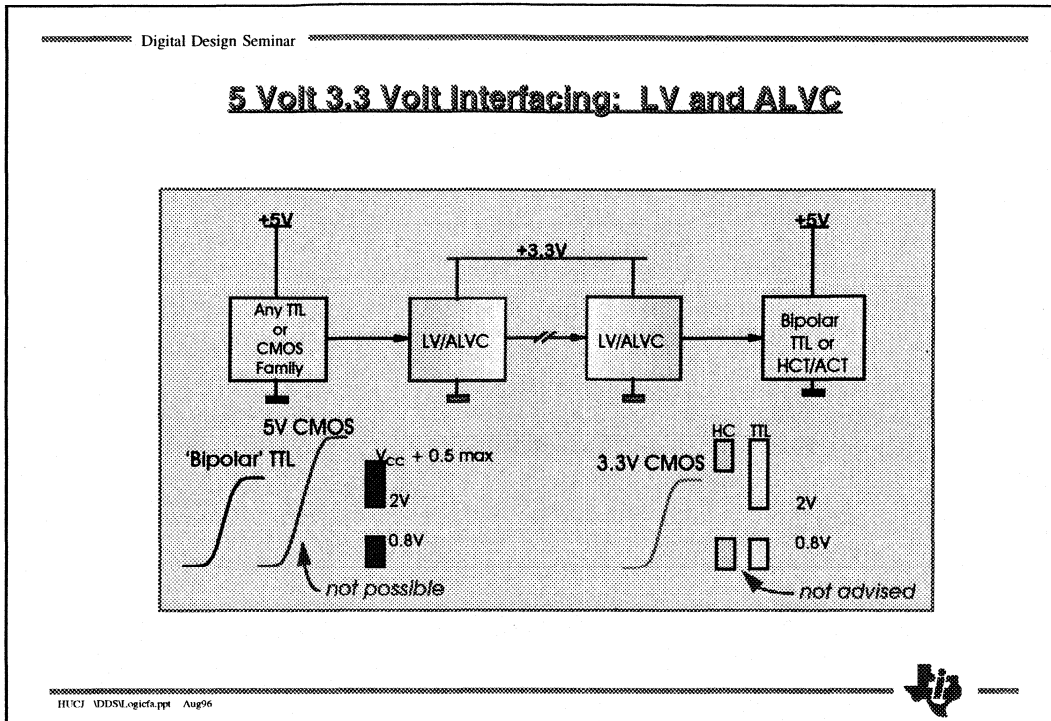 Digital Design Seminar
5 Volt 3.3 Volt Interfacing: LV and ALVC
+5V
+5V
+3.3V
Any TTL
or
CMOS
Family
LV/ALVC
LV/ALVC
Bipolar
TTL or
HCT/ACT
5V CMOS
'Bipolar' TTL
VCC + 0.5 max
2V
0.8V
not possible
HC TTL
3.3V CMOS
2V
0.8V
not advised
HUCJ \DDS\Logicfa.ppt Aug96